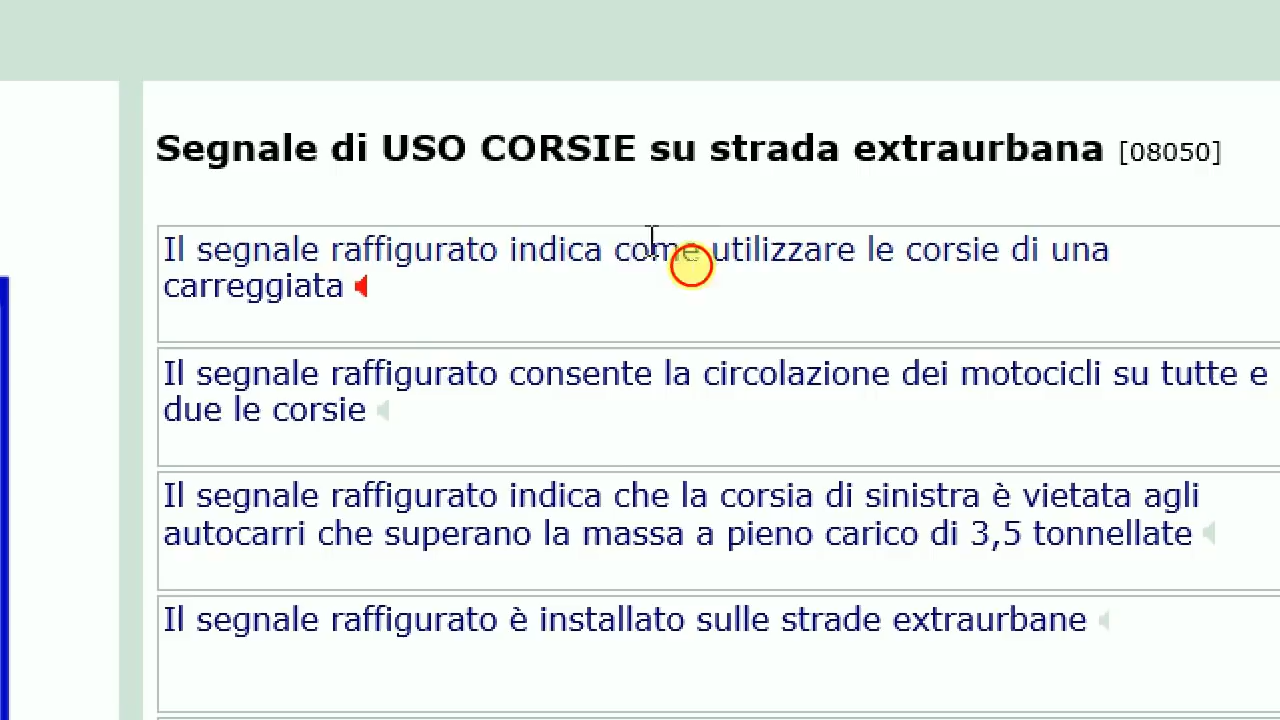 Segnale di USO CORSIE su strada extraurbana [08050]
Il segnale raffigurato indica come utilizzare le corsie di una
carreggiata
Il segnale raffigurato consente la circolazione dei motocicli su tutte e
due le corsie
Il segnale raffigurato indica che la corsia di sinistra è vietata agli
autocarri che superano la massa a pieno carico di 3,5 tonnellate
Il segnale raffigurato è installato sulle strade extraurbane